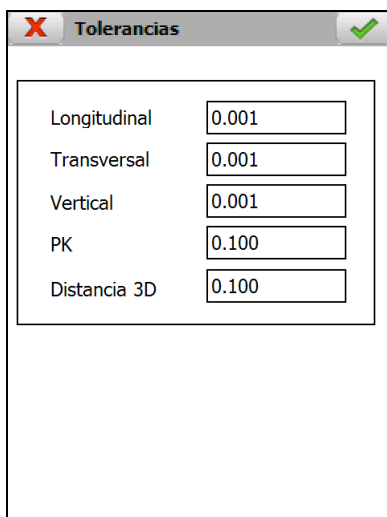 Tolerancias
Longitudinal 0.001
Transversal 0.001
Vertical 0.001
PK 0.100
Distancia 3D 0.100